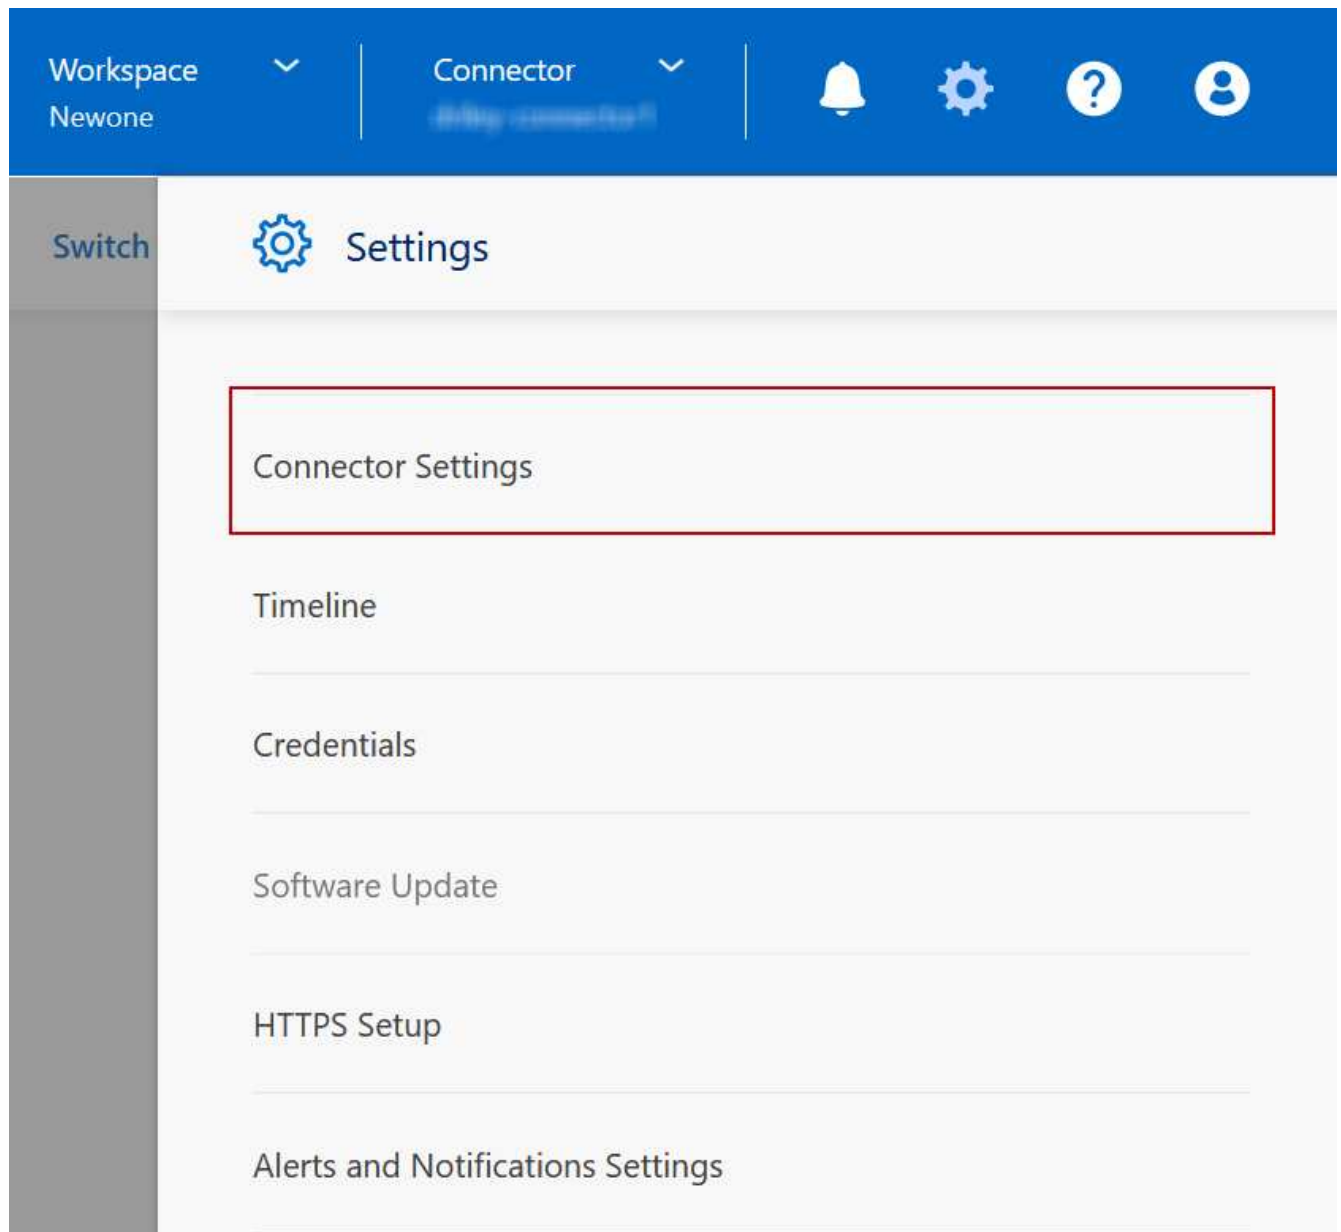 Workspace
Newone
Connector
Switch
Settings
Connector Settings
Timeline
Credentials
Software Update
HTTPS Setup
Alerts and Notifications Settings